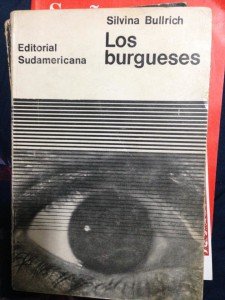 Silvina Bullrich
Editorial
Sudamericana
Los
burgueses